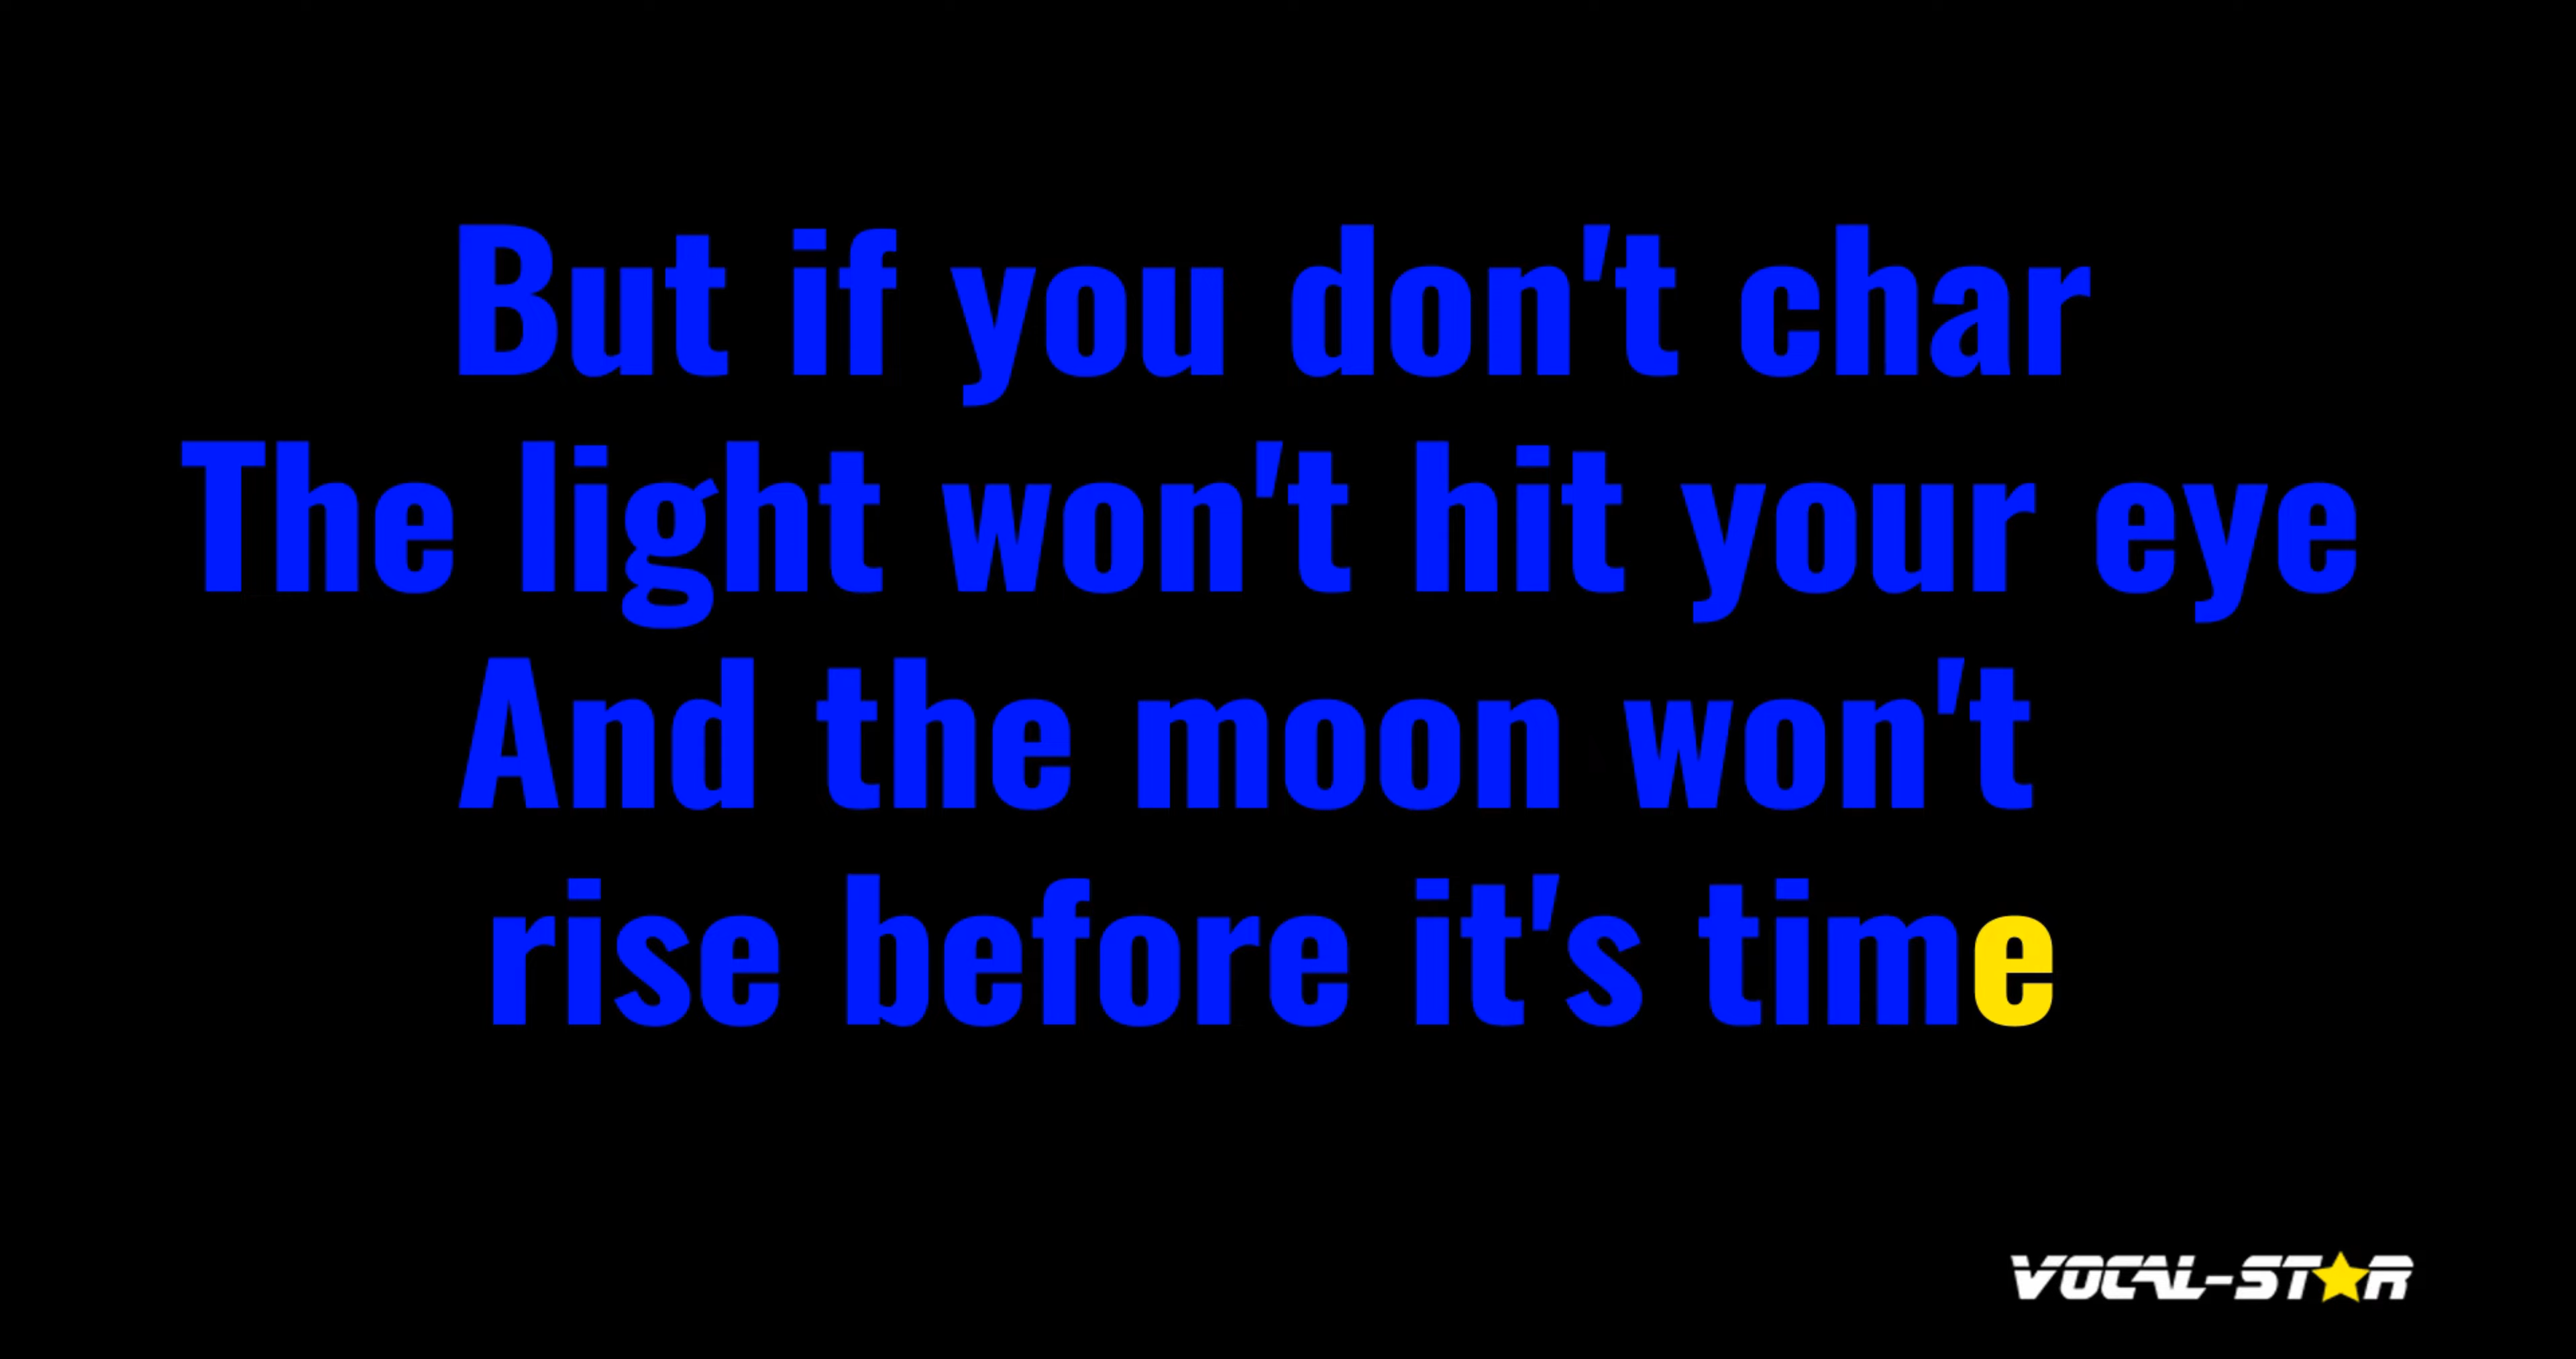 But if you don't char
The light won't hit your eye
And the moon won't
rise before it's time
VOCAL-STAR